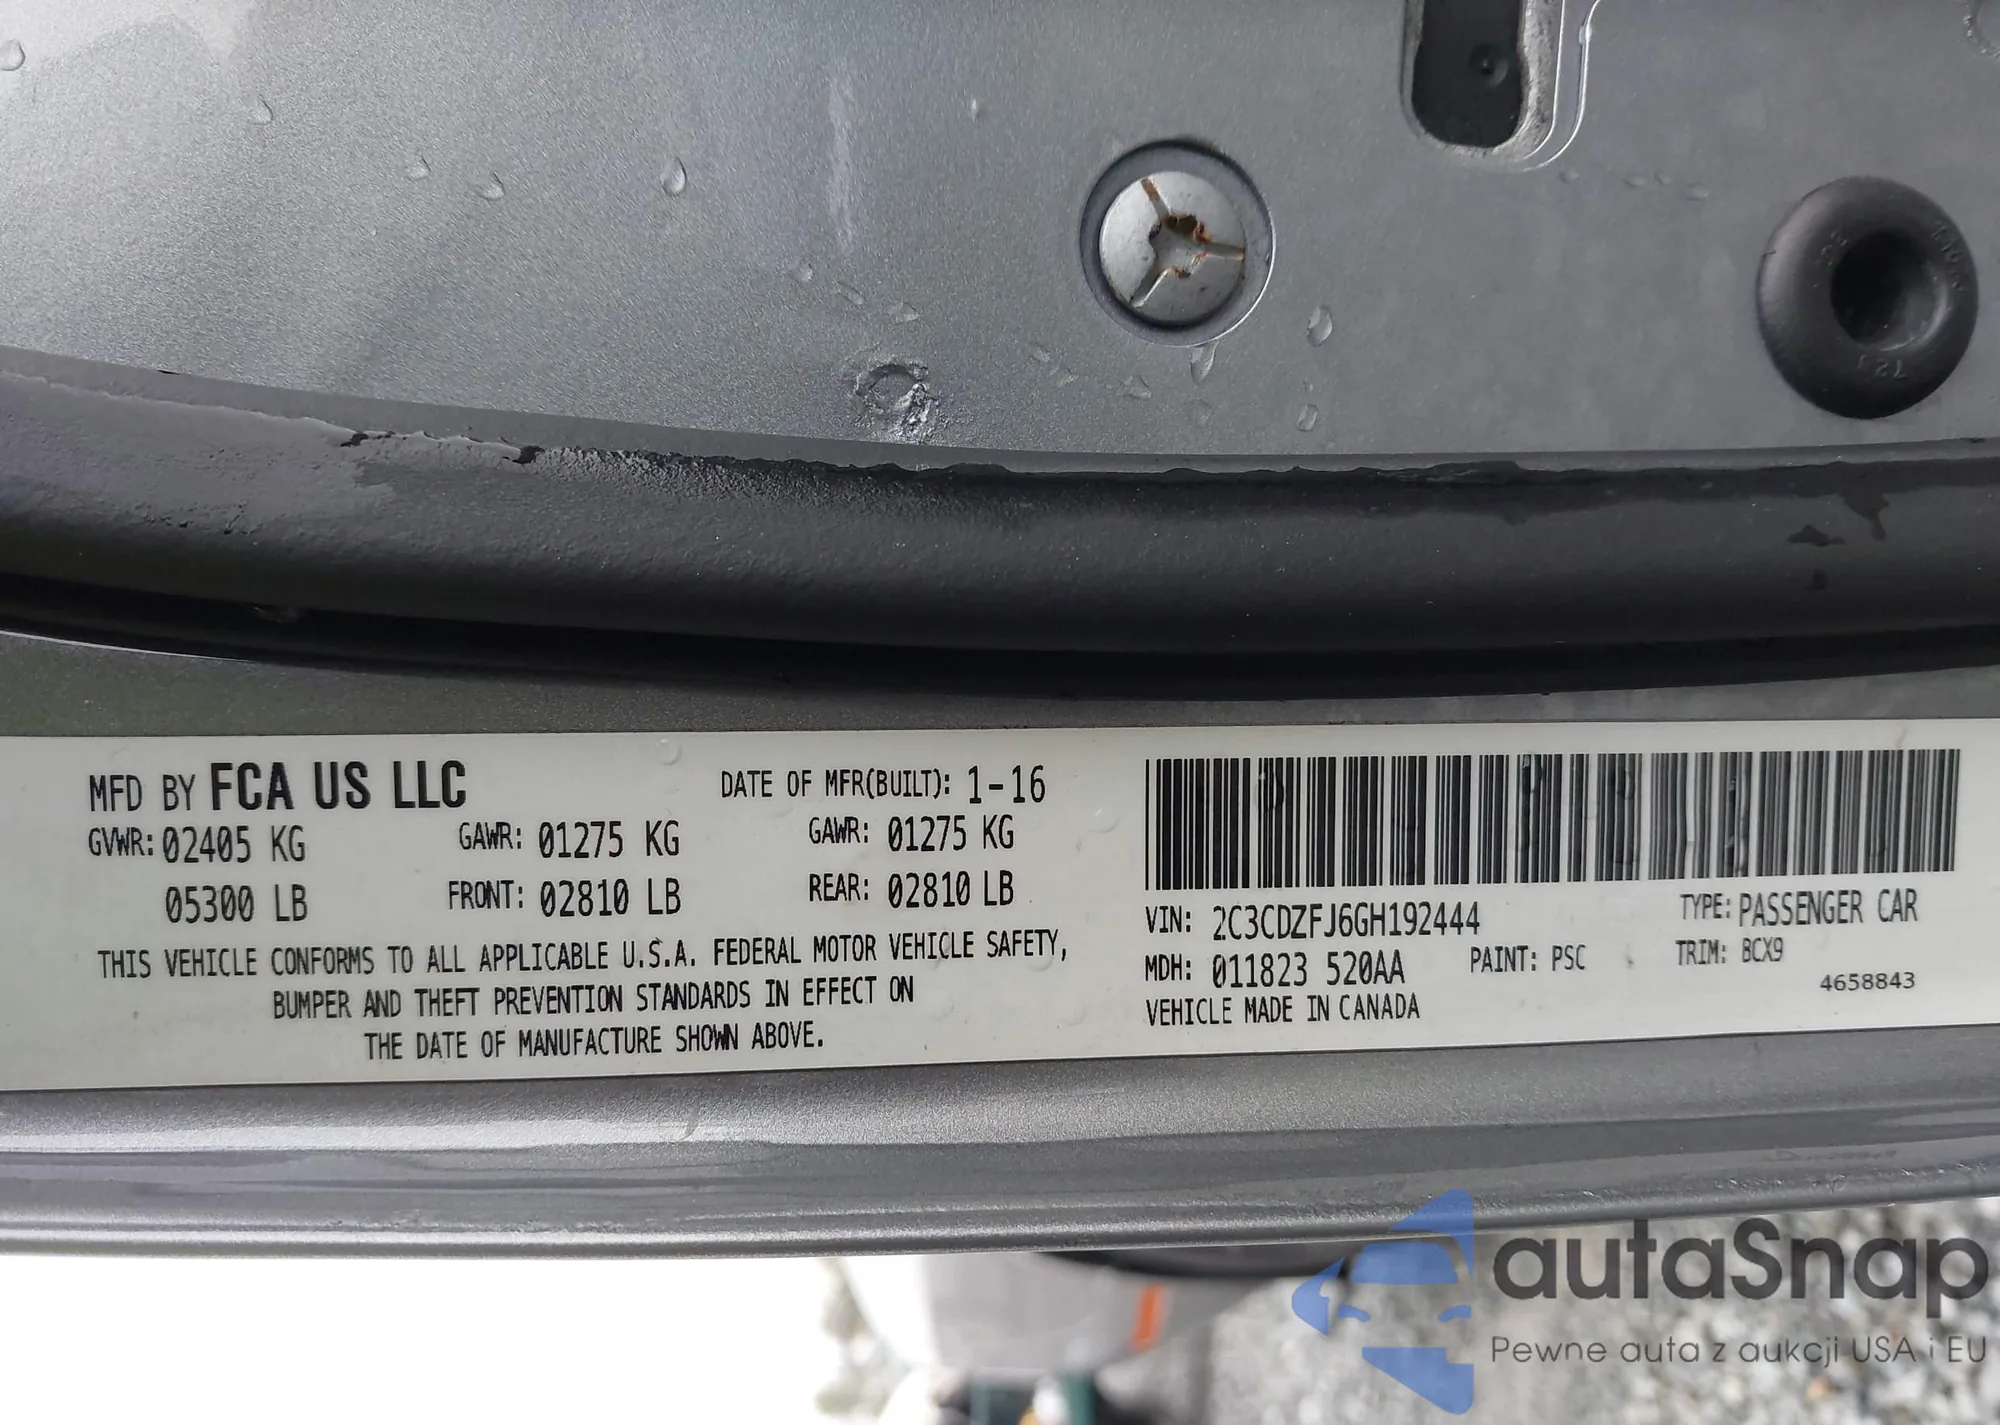 MFD BY FCA US LLC
DATE OF MFR(BUILT): 1-16
GVWR: 02405 KG
GAWR: 01275 KG
GAWR: 01275 KG
05300 LB
FRONT: 02810 LB
REAR: 02810 LB
THIS VEHICLE CONFORMS TO ALL APPLICABLE U.S.A. FEDERAL MOTOR VEHICLE SAFETY,
BUMPER AND THEFT PREVENTION STANDARDS IN EFFECT ON
THE DATE OF MANUFACTURE SHOWN ABOVE.
VIN: 2C3CDZFJ6GH192444
TYPE: PASSENGER CAR
MDH: 011823 520AA
PAINT: PSC
TRIM: BCX9
VEHICLE MADE IN CANADA
4658843
autaSnap
Pewne auta z aukcji USA i EU